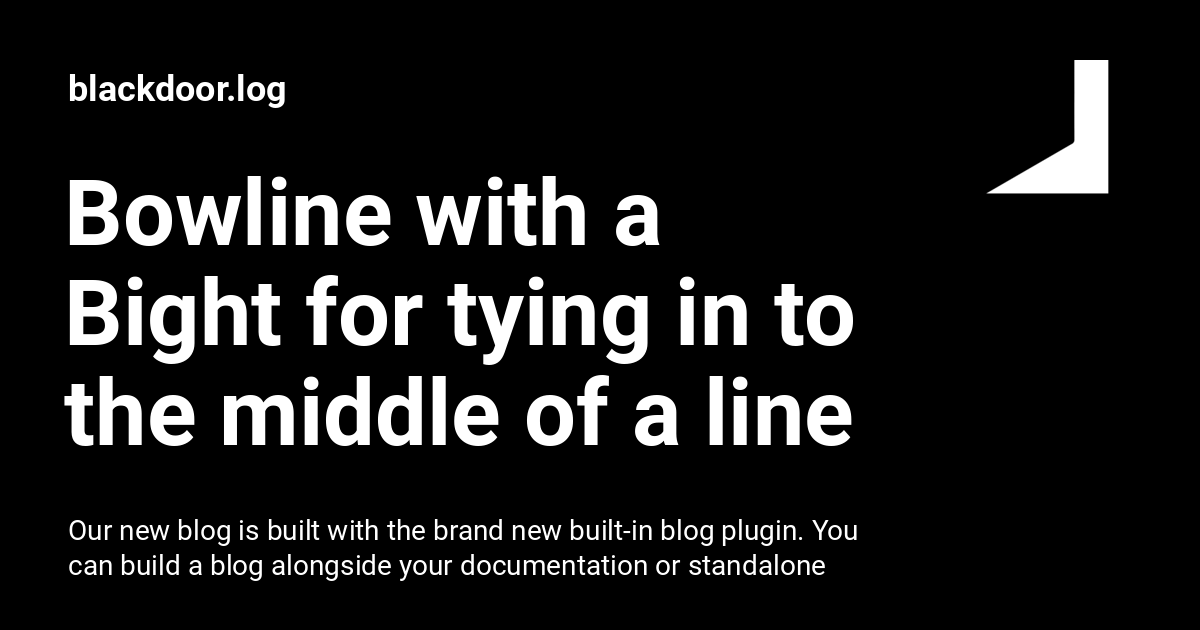 blackdoor.log
Bowline with a
Bight for tying in to
the middle of a line
Our new blog is built with the brand new built-in blog plugin. You
can build a blog alongside your documentation or standalone